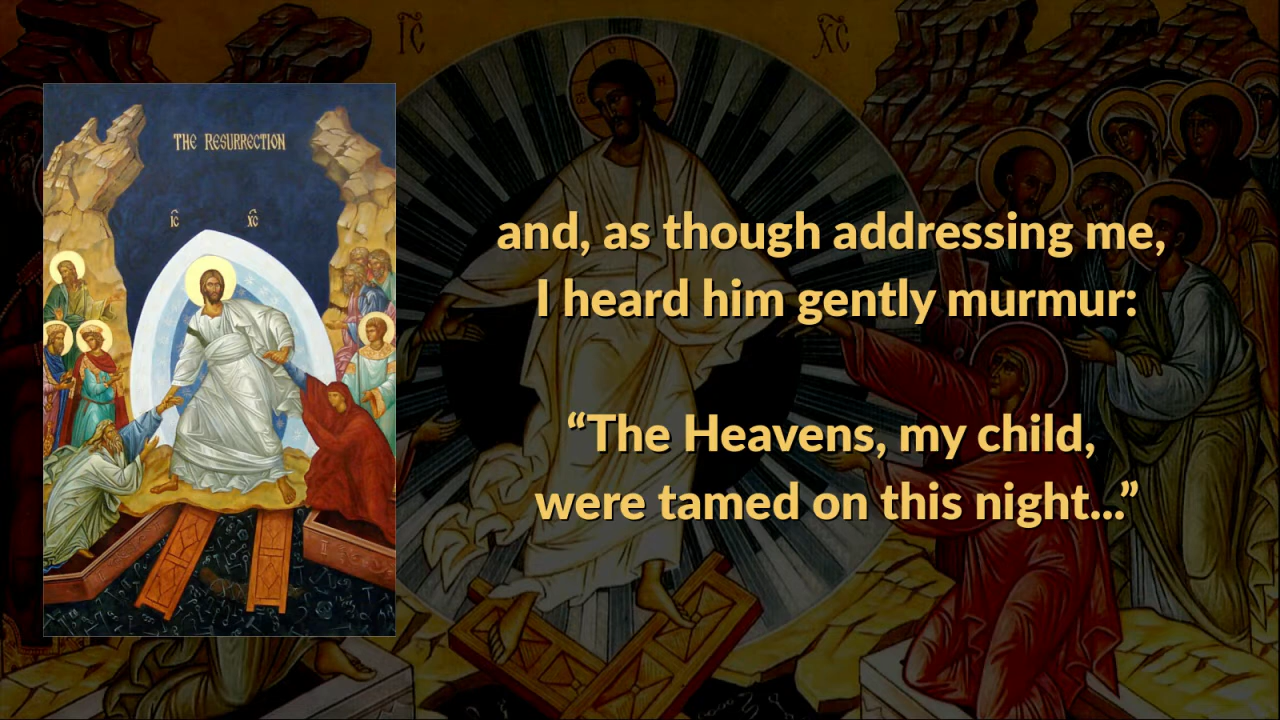 IC XC
THE RESURRECTION
IC XC
and, as though addressing me,
I heard him gently murmur:
“The Heavens, my child,
were tamed on this night...”